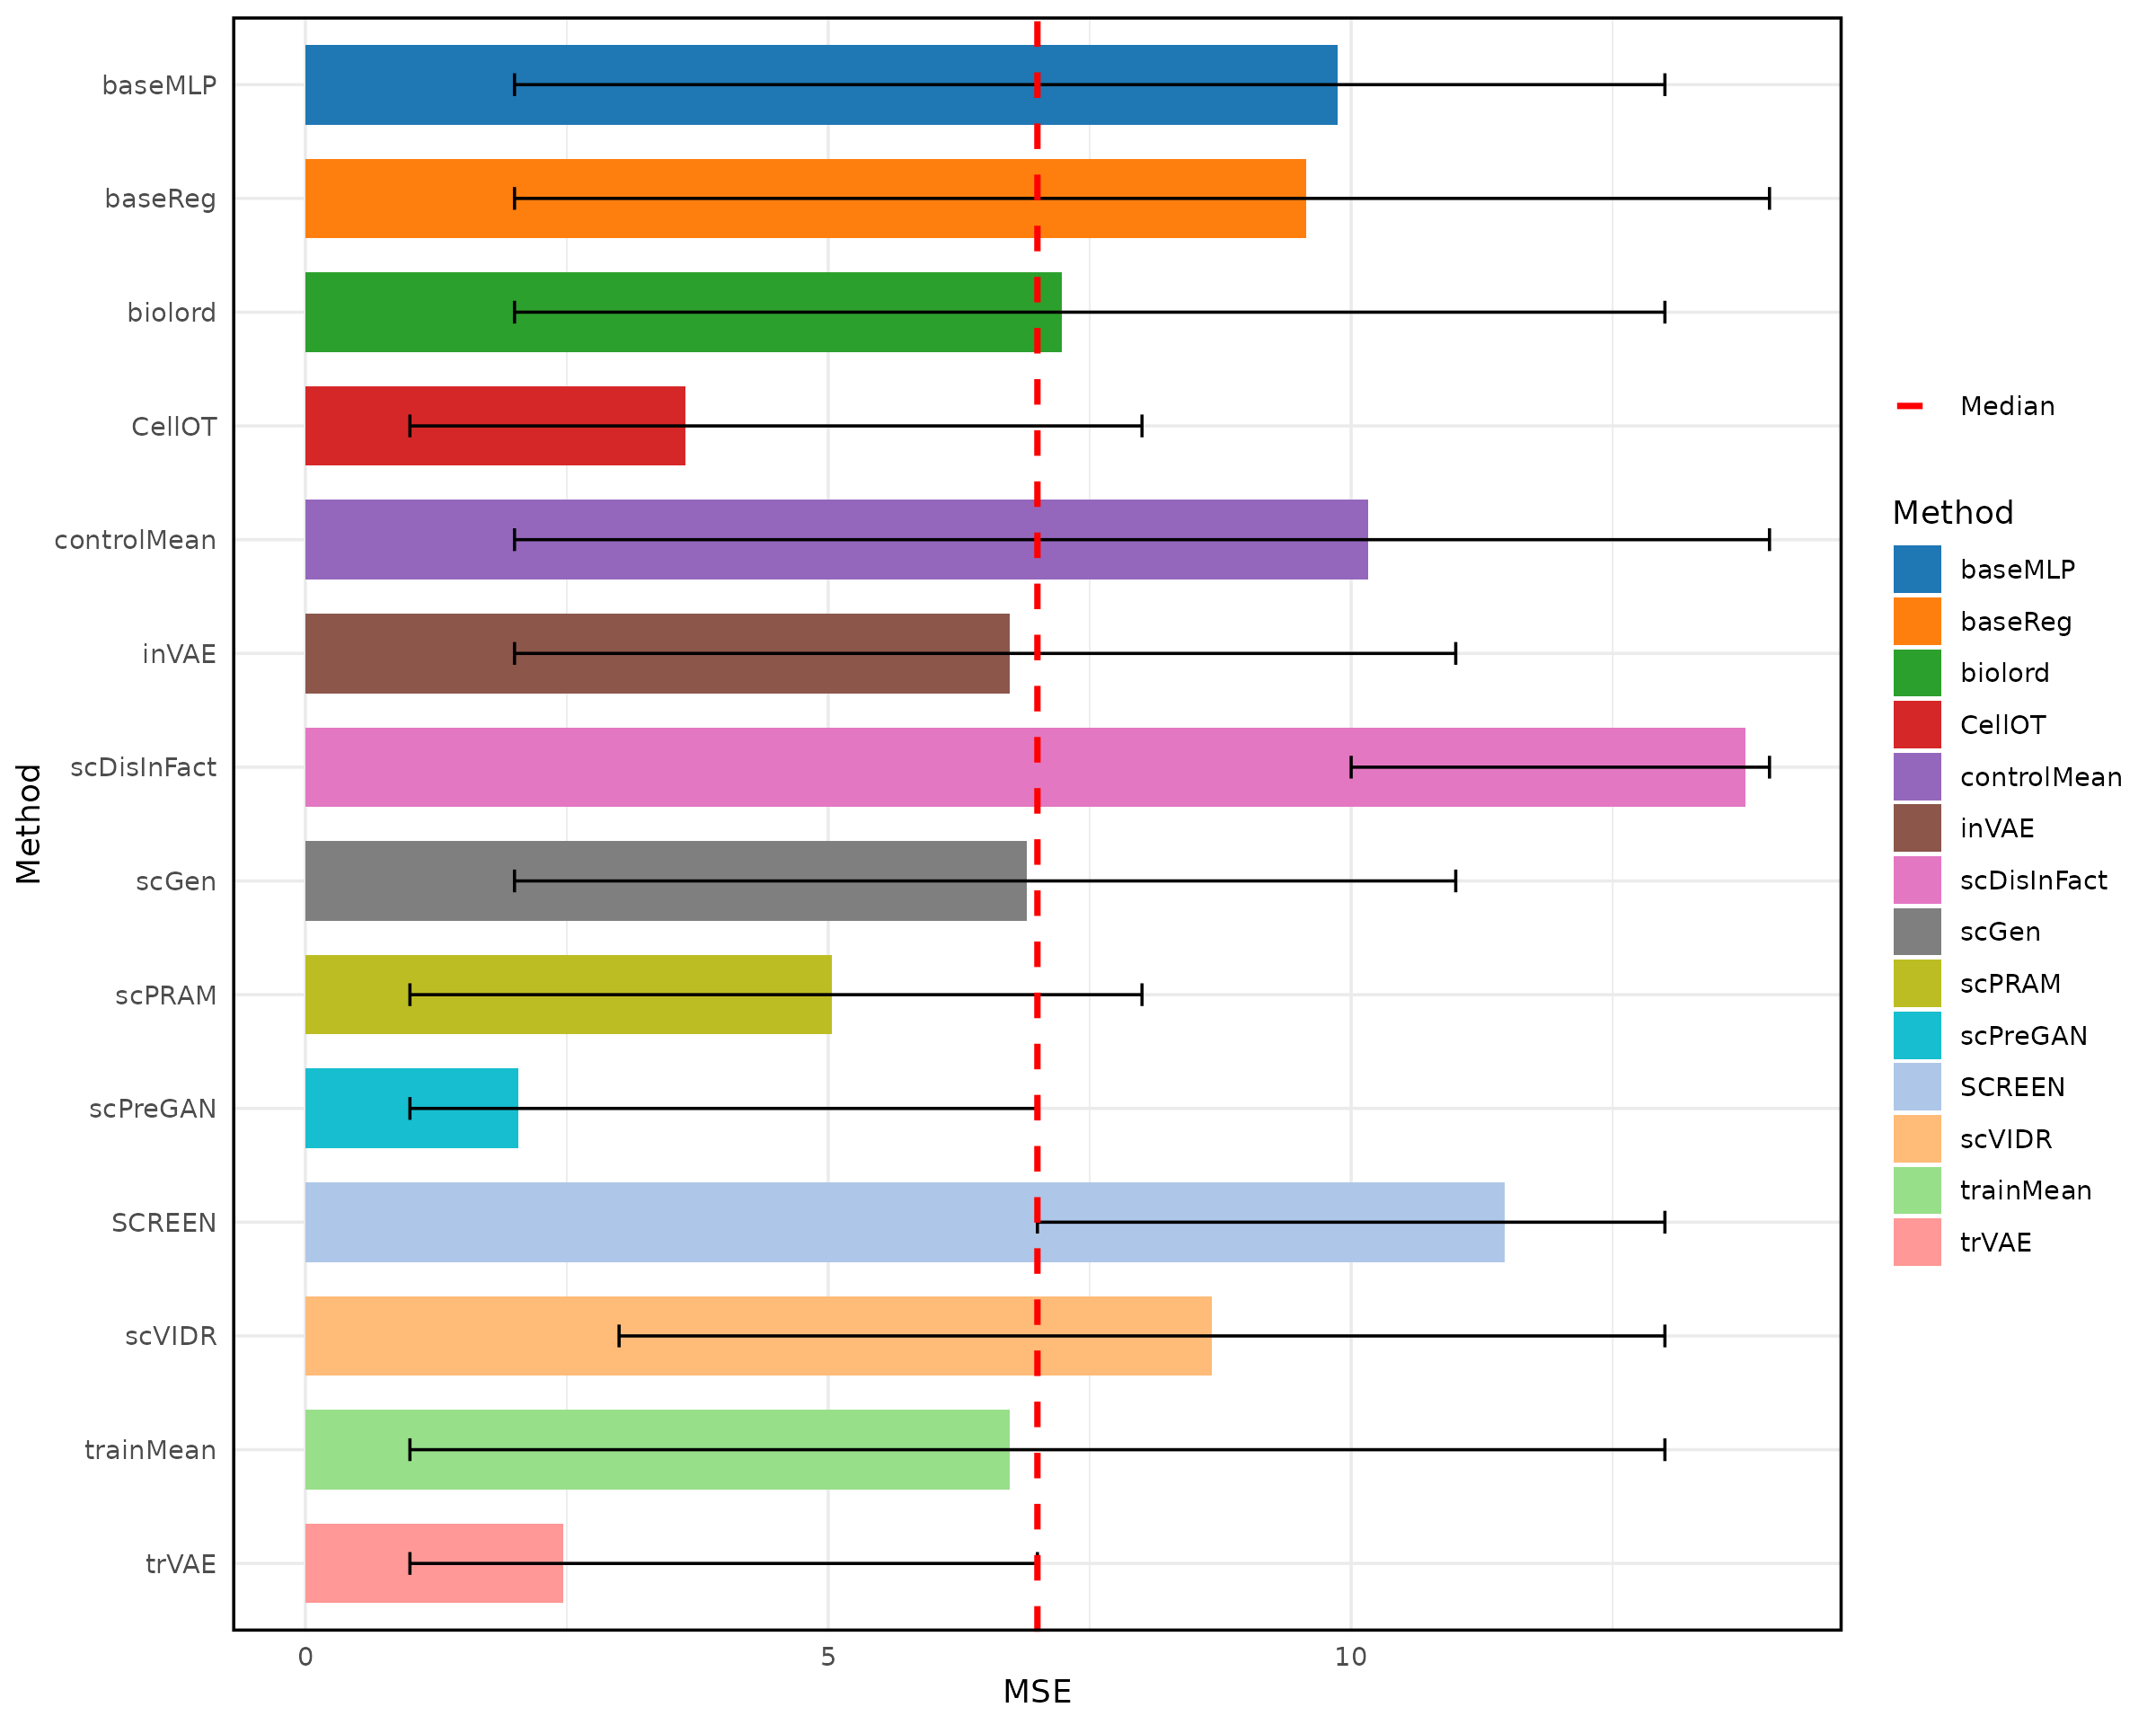 baseMLP
baseReg
biolord
CellOT
controlMean
inVAE
scDisInFact
scGen
scPRAM
scPreGAN
SCREEN
scVIDR
trainMean
trVAE
Method
0 5 10
MSE
Median
Method
baseMLP
baseReg
biolord
CellOT
controlMean
inVAE
scDisInFact
scGen
scPRAM
scPreGAN
SCREEN
scVIDR
trainMean
trVAE